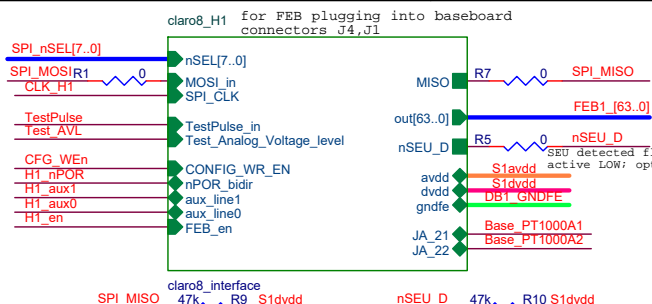 claro8_H1 for FEB plugging into baseboard
connectors J4,J1
SPI_nSEL[7..0]
nSEL[7..0]
SPI_MOSI R1 0
MOSI_in
MISO
R7 0 SPI_MISO
CLK_H1
SPI_CLK
out[63..0]
FEB1_[63..0]
TestPulse
TestPulse_in
Test_AVL
Test_Analog_Voltage_level
nSEU_D
R5 0 nSEU_D
SEU detected
active LOW;
CFG_WEn
CONFIG_WR_EN
avdd
S1avdd
H1_nPOR
nPOR_bidir
dvdd
S1dvdd
H1_aux1
aux_line1
gndfe
DB1_GNDFE
H1_aux0
aux_line0
H1_en
FEB_en
JA_21
Base_PT1000A1
JA_22
Base_PT1000A2
claro8_interface
SPI_MISO 47k R9 S1dvdd
nSEU_D 47k R10 S1dvdd